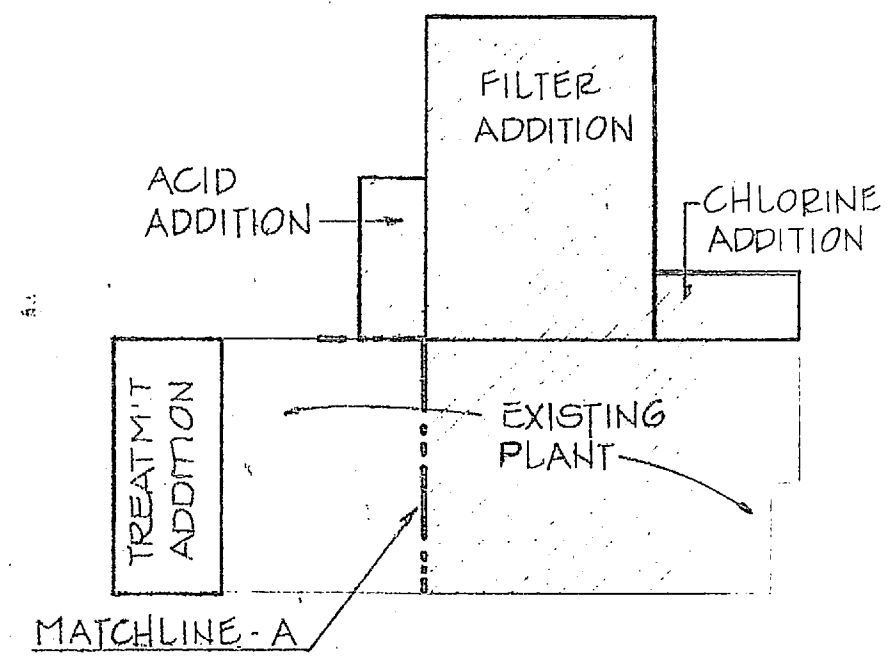 FILTER
ADDITION
ACID
ADDITION
CHLORINE
ADDITION
TREATM'T
ADDITION
EXISTING
PLANT
MATCHLINE - A